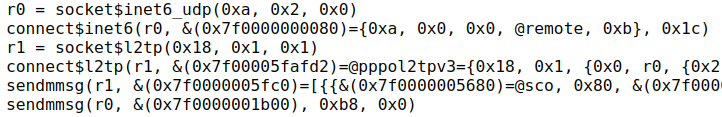 r0 = socket$inet6_udp(0xa, 0x2, 0x0)
connect$inet6(r0, &(0x7f0000000080)={0xa, 0x0, 0x0, @remote, 0xb}, 0x1c)
r1 = socket$l2tp(0x18, 0x1, 0x1)
connect$l2tp(r1, &(0x7f00005fafd2)=@pppol2tpv3={0x18, 0x1, {0x0, r0, {0x2
sendmmsg(r1, &(0x7f0000005fc0)=[{{&(0x7f0000005680)=@sco, 0x80, &(0x7f000
sendmmsg(r0, &(0x7f0000001b00), 0xb8, 0x0)